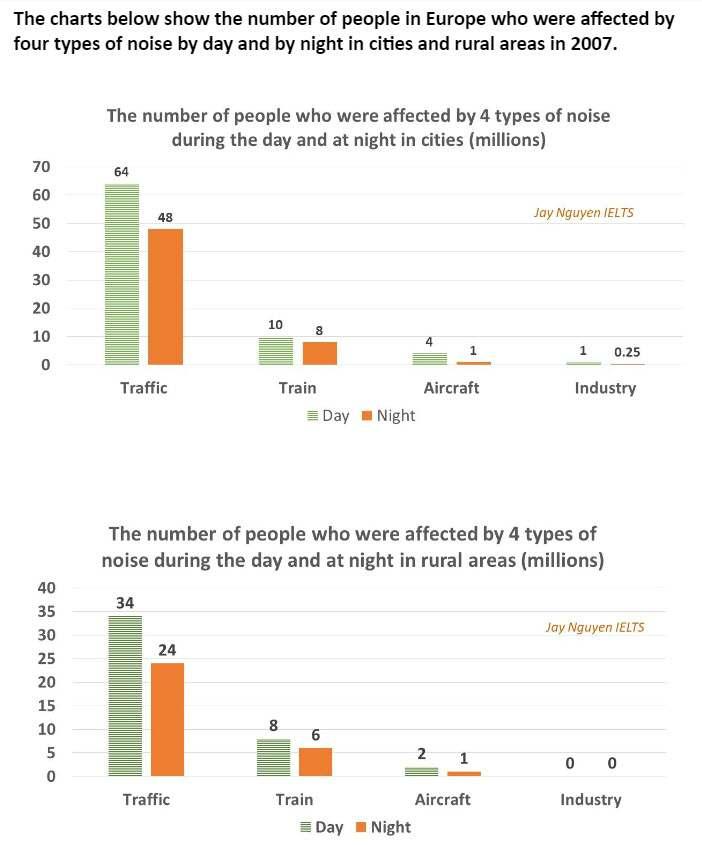 The charts below show the number of people in Europe who were affected by
four types of noise by day and by night in cities and rural areas in 2007.
The number of people who were affected by 4 types of noise
during the day and at night in cities (millions)
70
60
50
40
30
20
10
0
64
48
10
8
4
1
1
0.25
Jay Nguyen IELTS
Traffic
Train
Aircraft
Industry
Day
Night
The number of people who were affected by 4 types of
noise during the day and at night in rural areas (millions)
40
35
30
25
20
15
10
5
0
34
24
8
6
2
1
0
0
Jay Nguyen IELTS
Traffic
Train
Aircraft
Industry
Day
Night